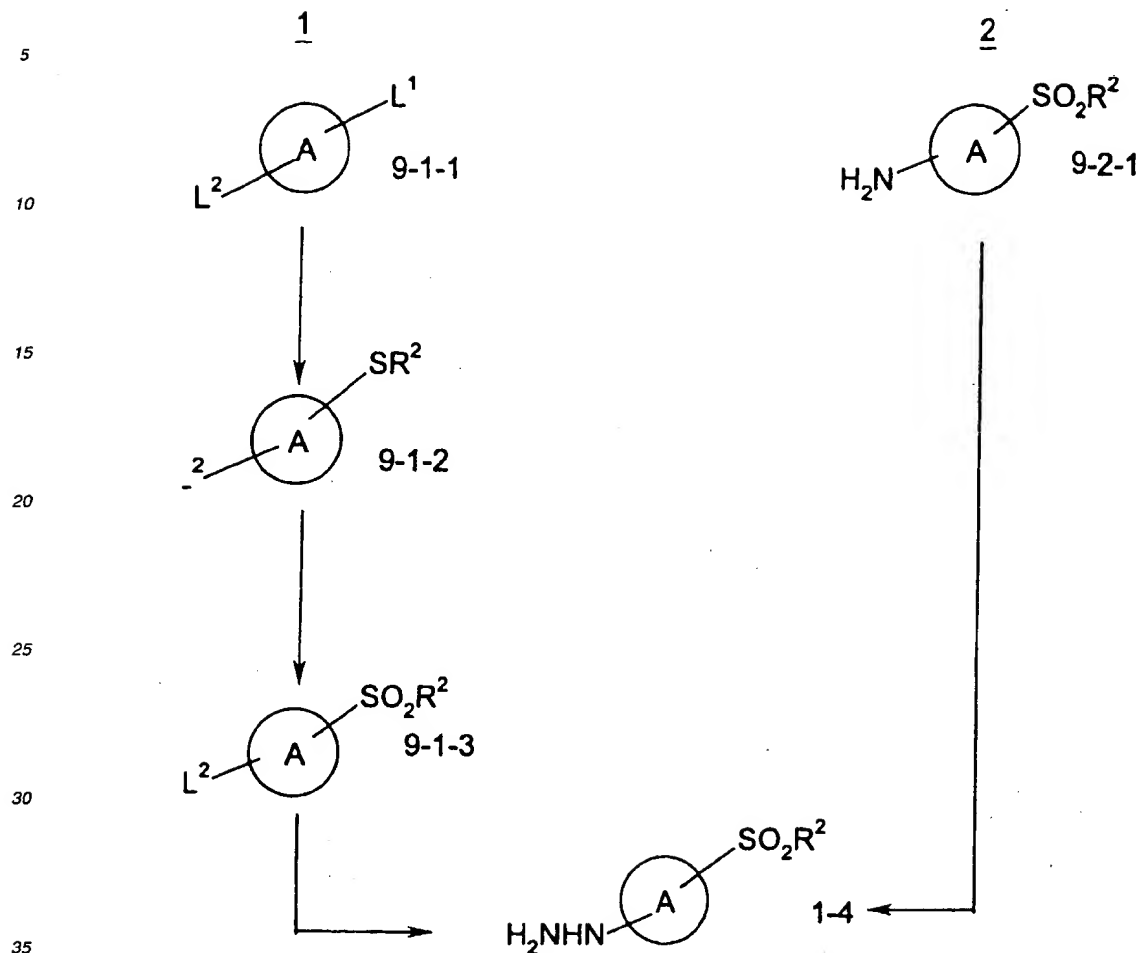 1
2
5
L¹
A
9-1-1
L²
SO₂R²
A
9-2-1
H₂N
10
15
SR²
A
9-1-2
-²
20
25
SO₂R²
A
9-1-3
L²
30
SO₂R²
A
1-4
H₂NHN
35